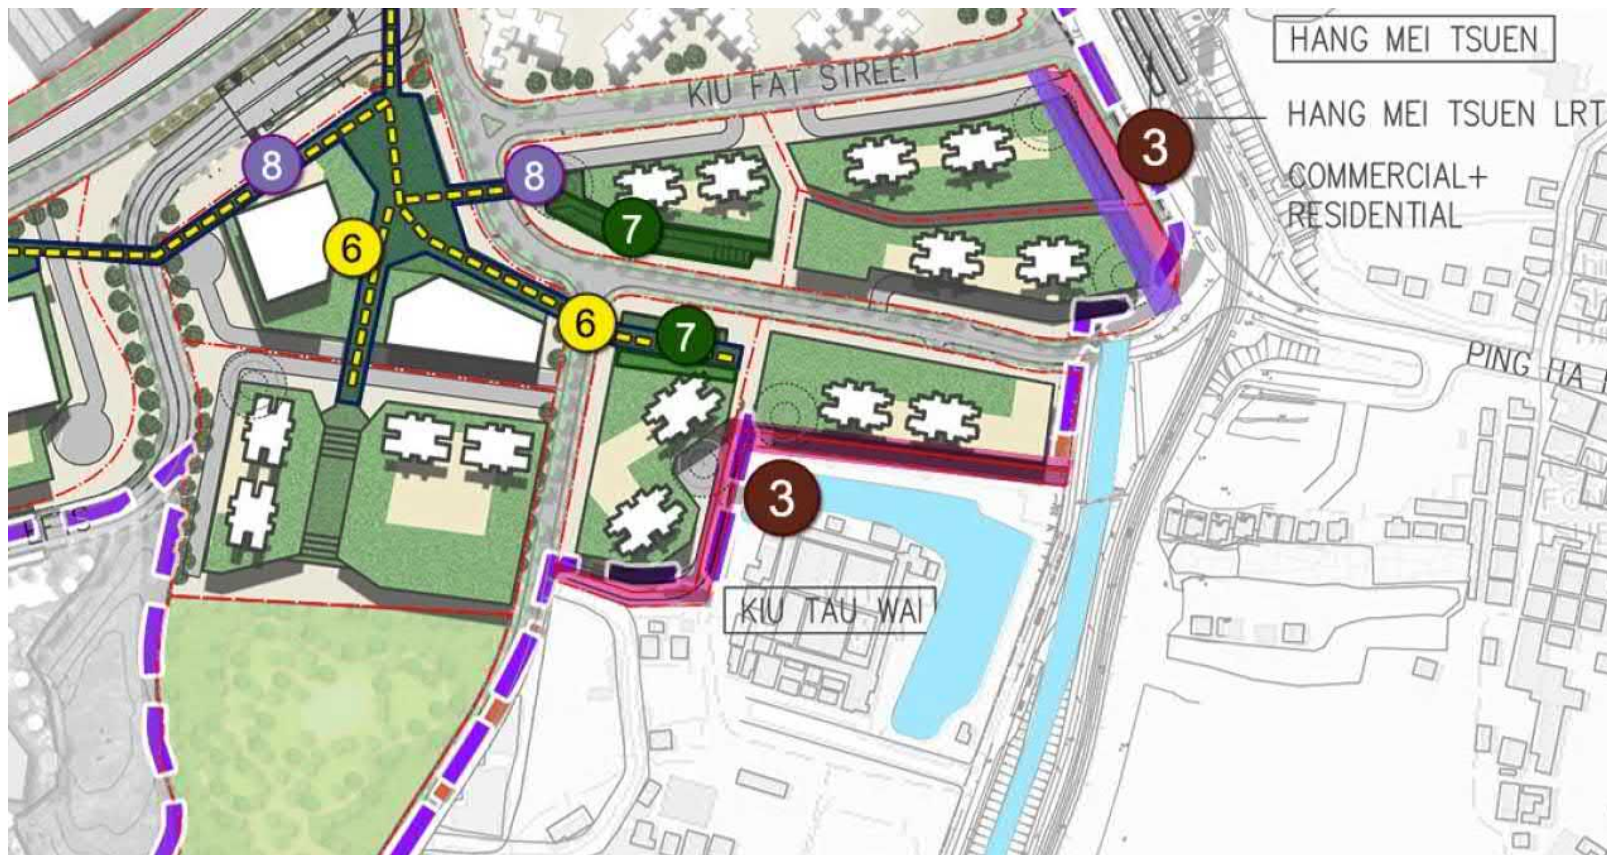 HANG MEI TSUEN
KIU FAT STREET
HANG MEI TSUEN LRT
3
8
8
COMMERCIAL+
RESIDENTIAL
7
6
6
7
PING HA
3
KIU TAU WAI